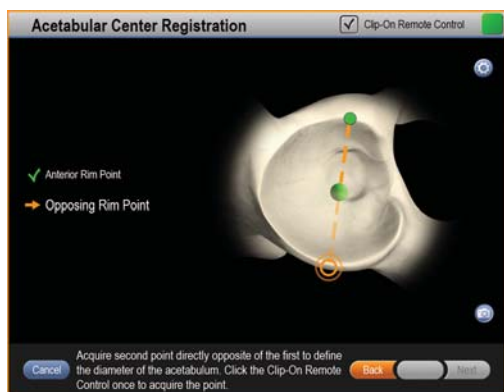 Acetabular Center Registration
Clip-On Remote Control
Anterior Rim Point
Opposing Rim Point
Acquire second point directly opposite of the first to define
the diameter of the acetabulum. Click the Clip-On Remote
Control once to acquire the point.
Cancel
Back
Next